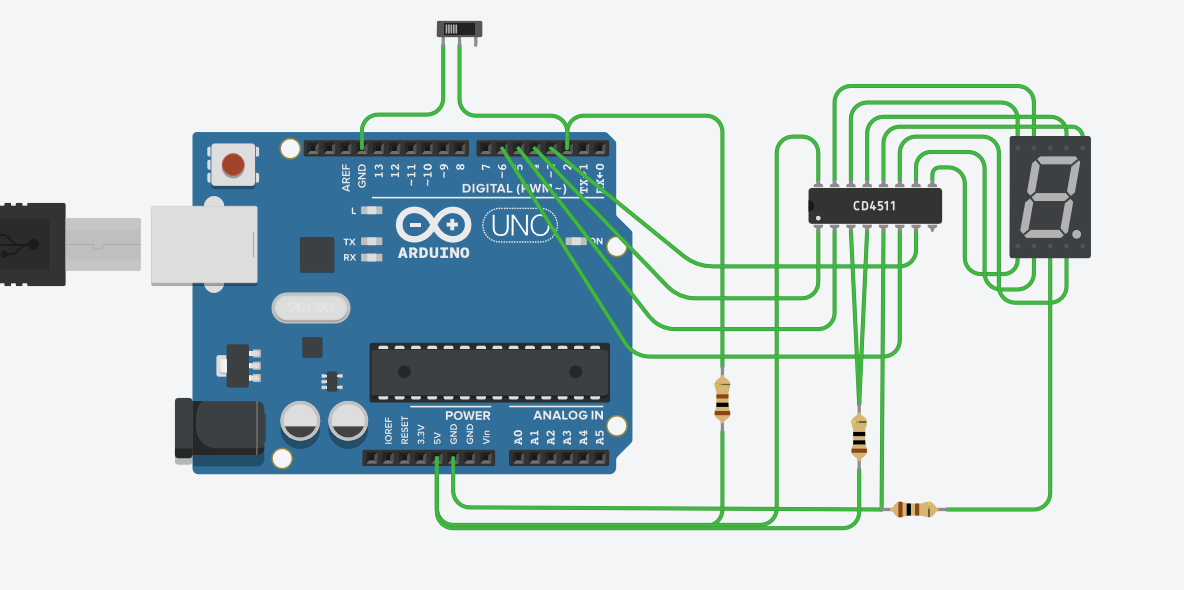 AREF
GND
13
12
~11
~10
~9
8
7
~6
~5
4
~3
2
TX→1
RX←0
DIGITAL (PWM~)
L
TX
RX
UNO
ON
ARDUINO
CD4511
POWER
ANALOG IN
IOREF
RESET
3.3V
5V
GND
GND
Vin
A0
A1
A2
A3
A4
A5